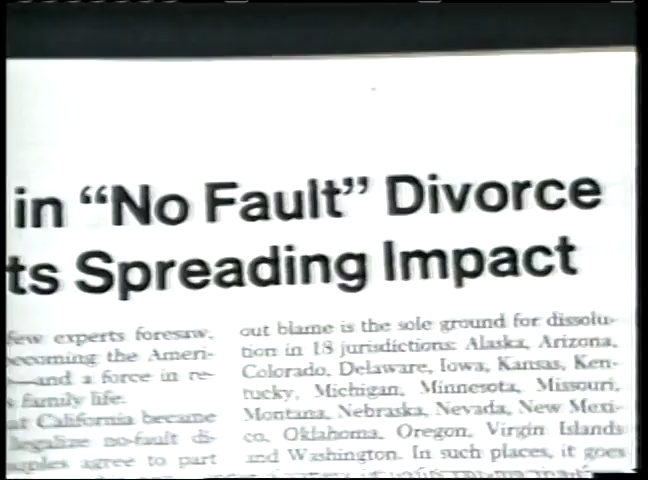 in “No Fault” Divorce
ts Spreading Impact
few experts foresaw,
ecoming the Ameri-
—and a force in re-
family life.
at California became
legalize no-fault di-
agree to part
out blame is the sole ground for dissolu-
tion in 18 jurisdictions: Alaska, Arizona,
Colorado, Delaware, Iowa, Kansas, Ken-
tucky, Michigan, Minnesota, Missouri,
Montana, Nebraska, Nevada, New Mexi-
co, Oklahoma, Oregon, Virgin Islands
and Washington. In such places, it goes